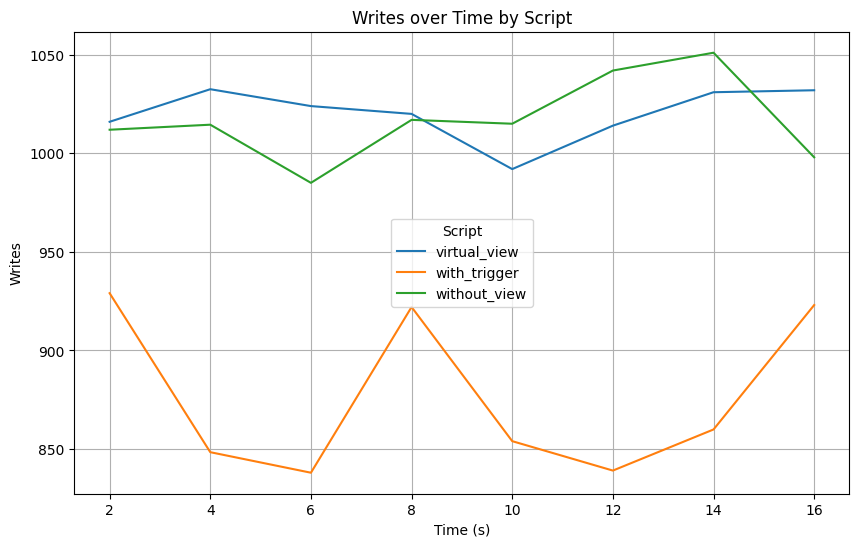 Writes over Time by Script
1050
1000
950
900
850
Writes
Script
virtual_view
with_trigger
without_view
2 4 6 8 10 12 14 16
Time (s)